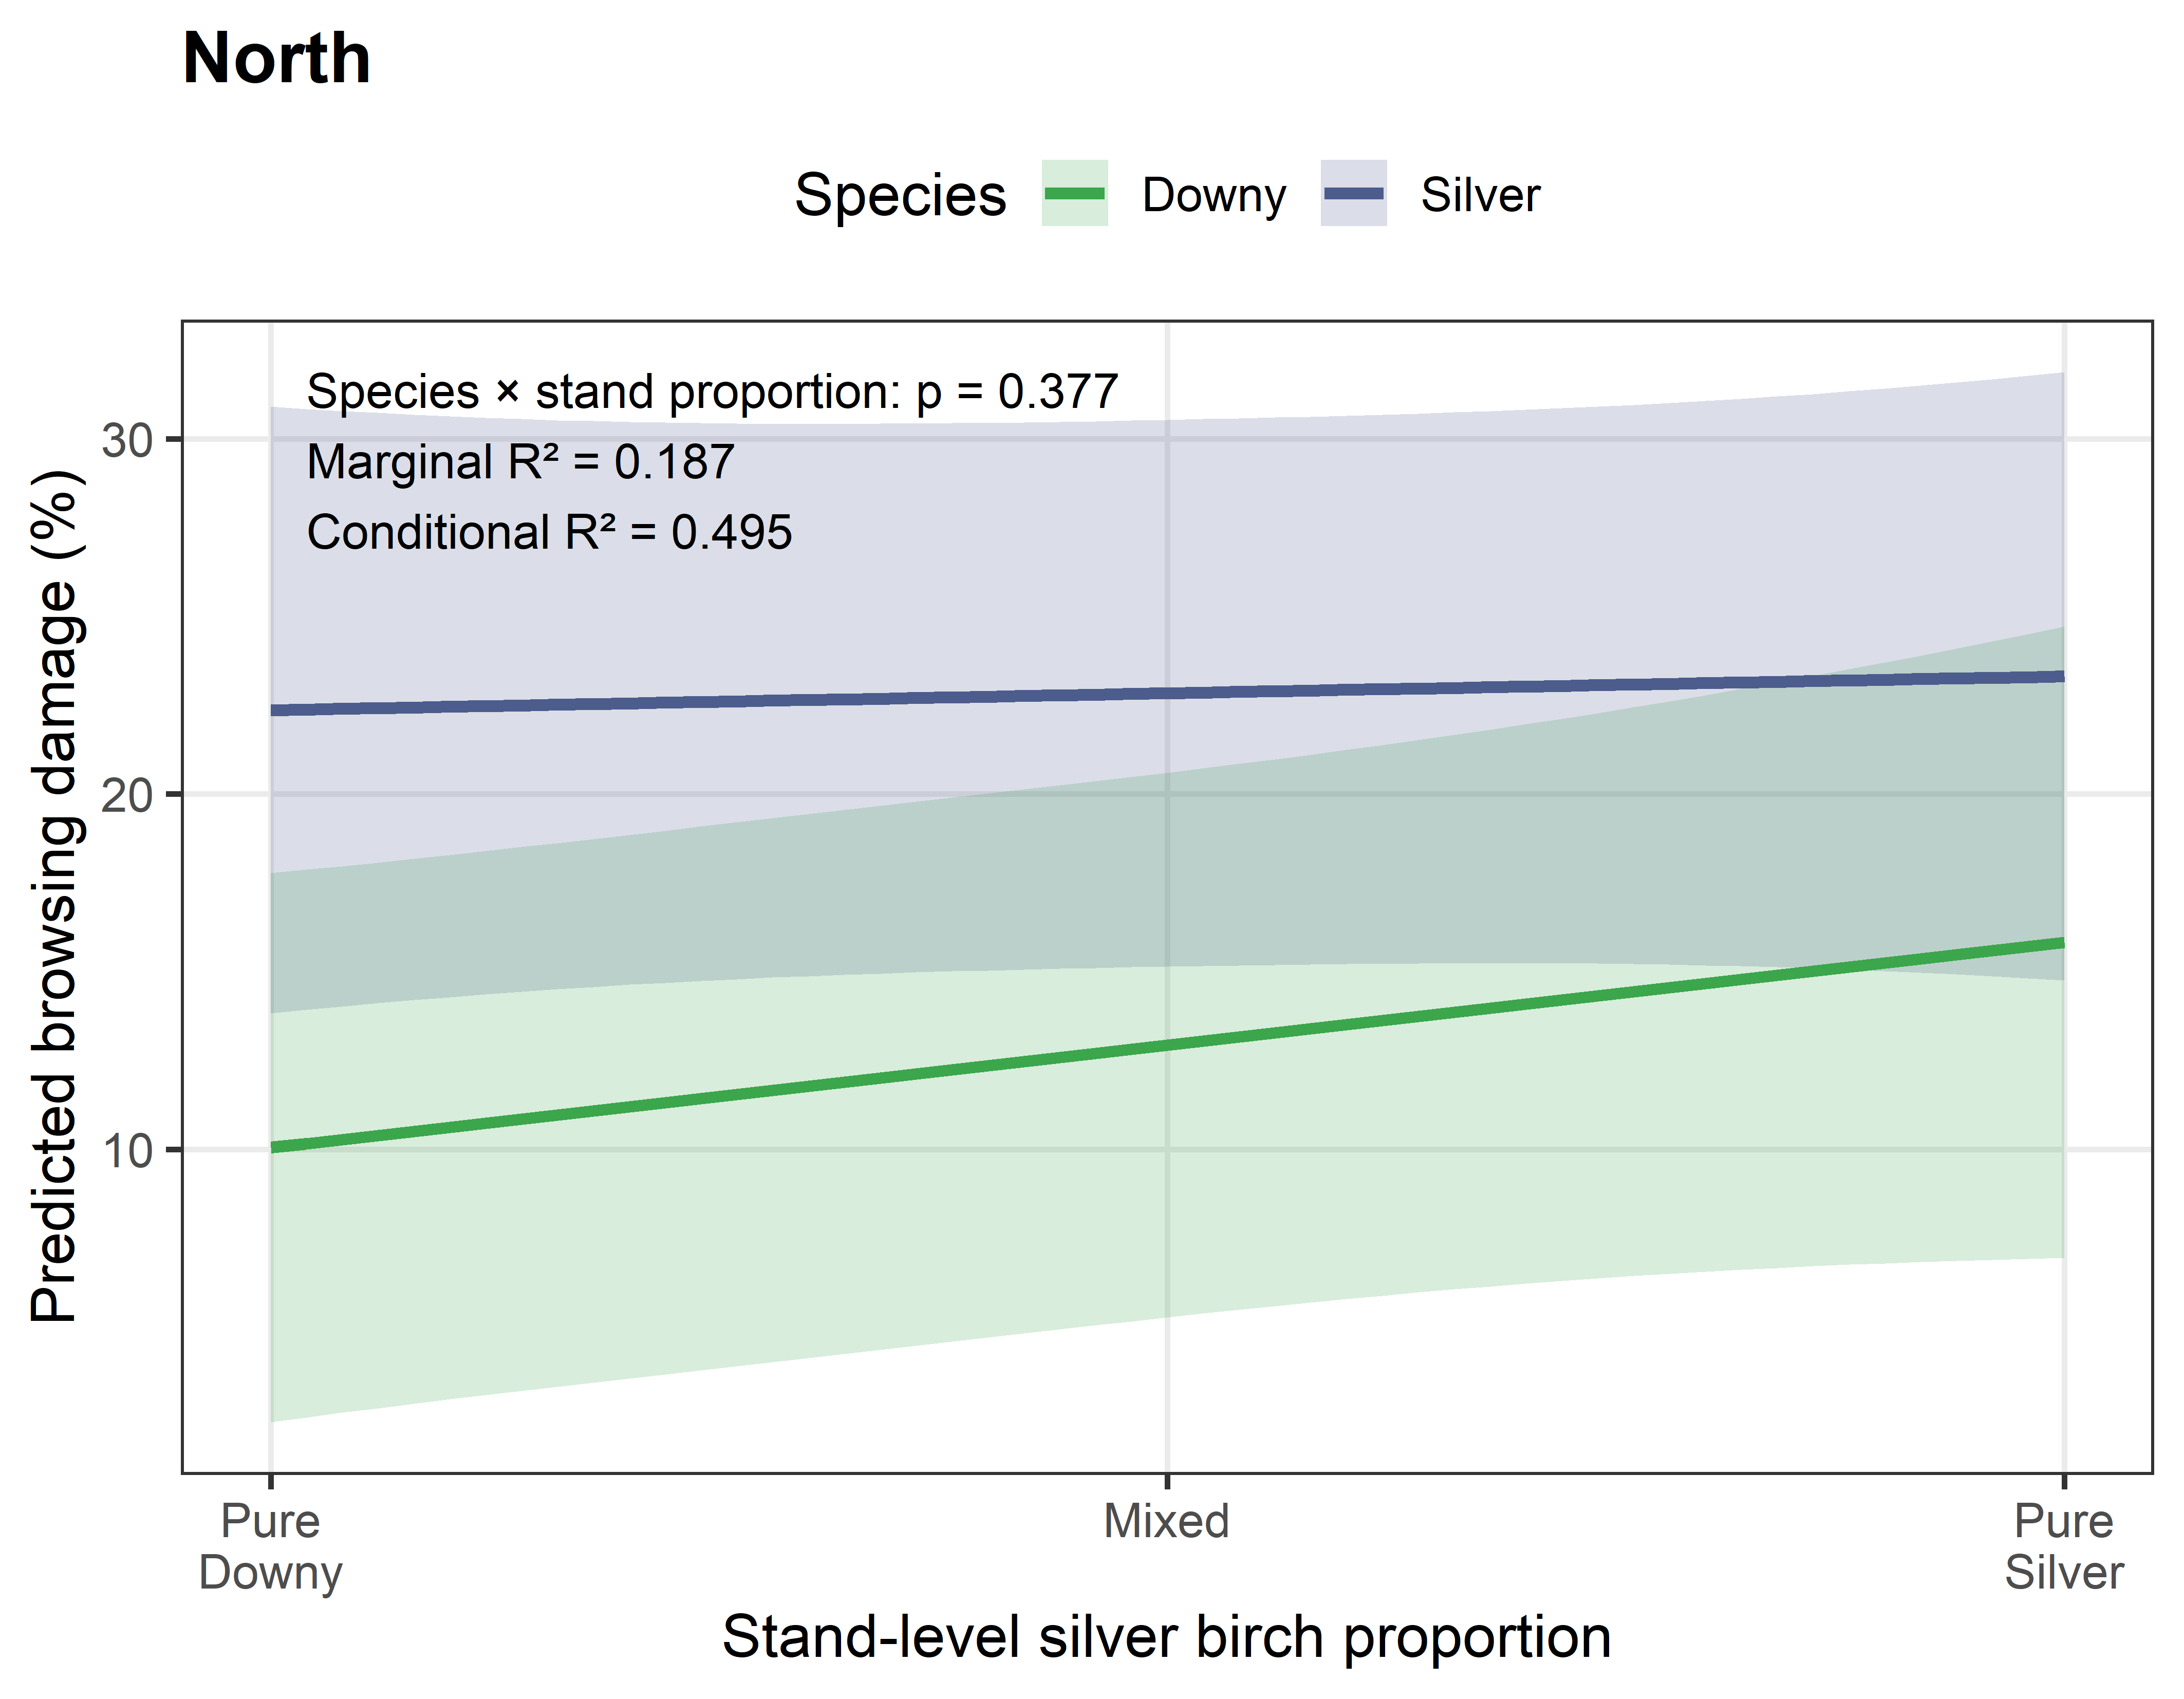 North
Species Downy Silver
Species × stand proportion: p = 0.377
Marginal R² = 0.187
Conditional R² = 0.495
Predicted browsing damage (%)
30
20
10
Pure
Downy
Mixed
Pure
Silver
Stand-level silver birch proportion